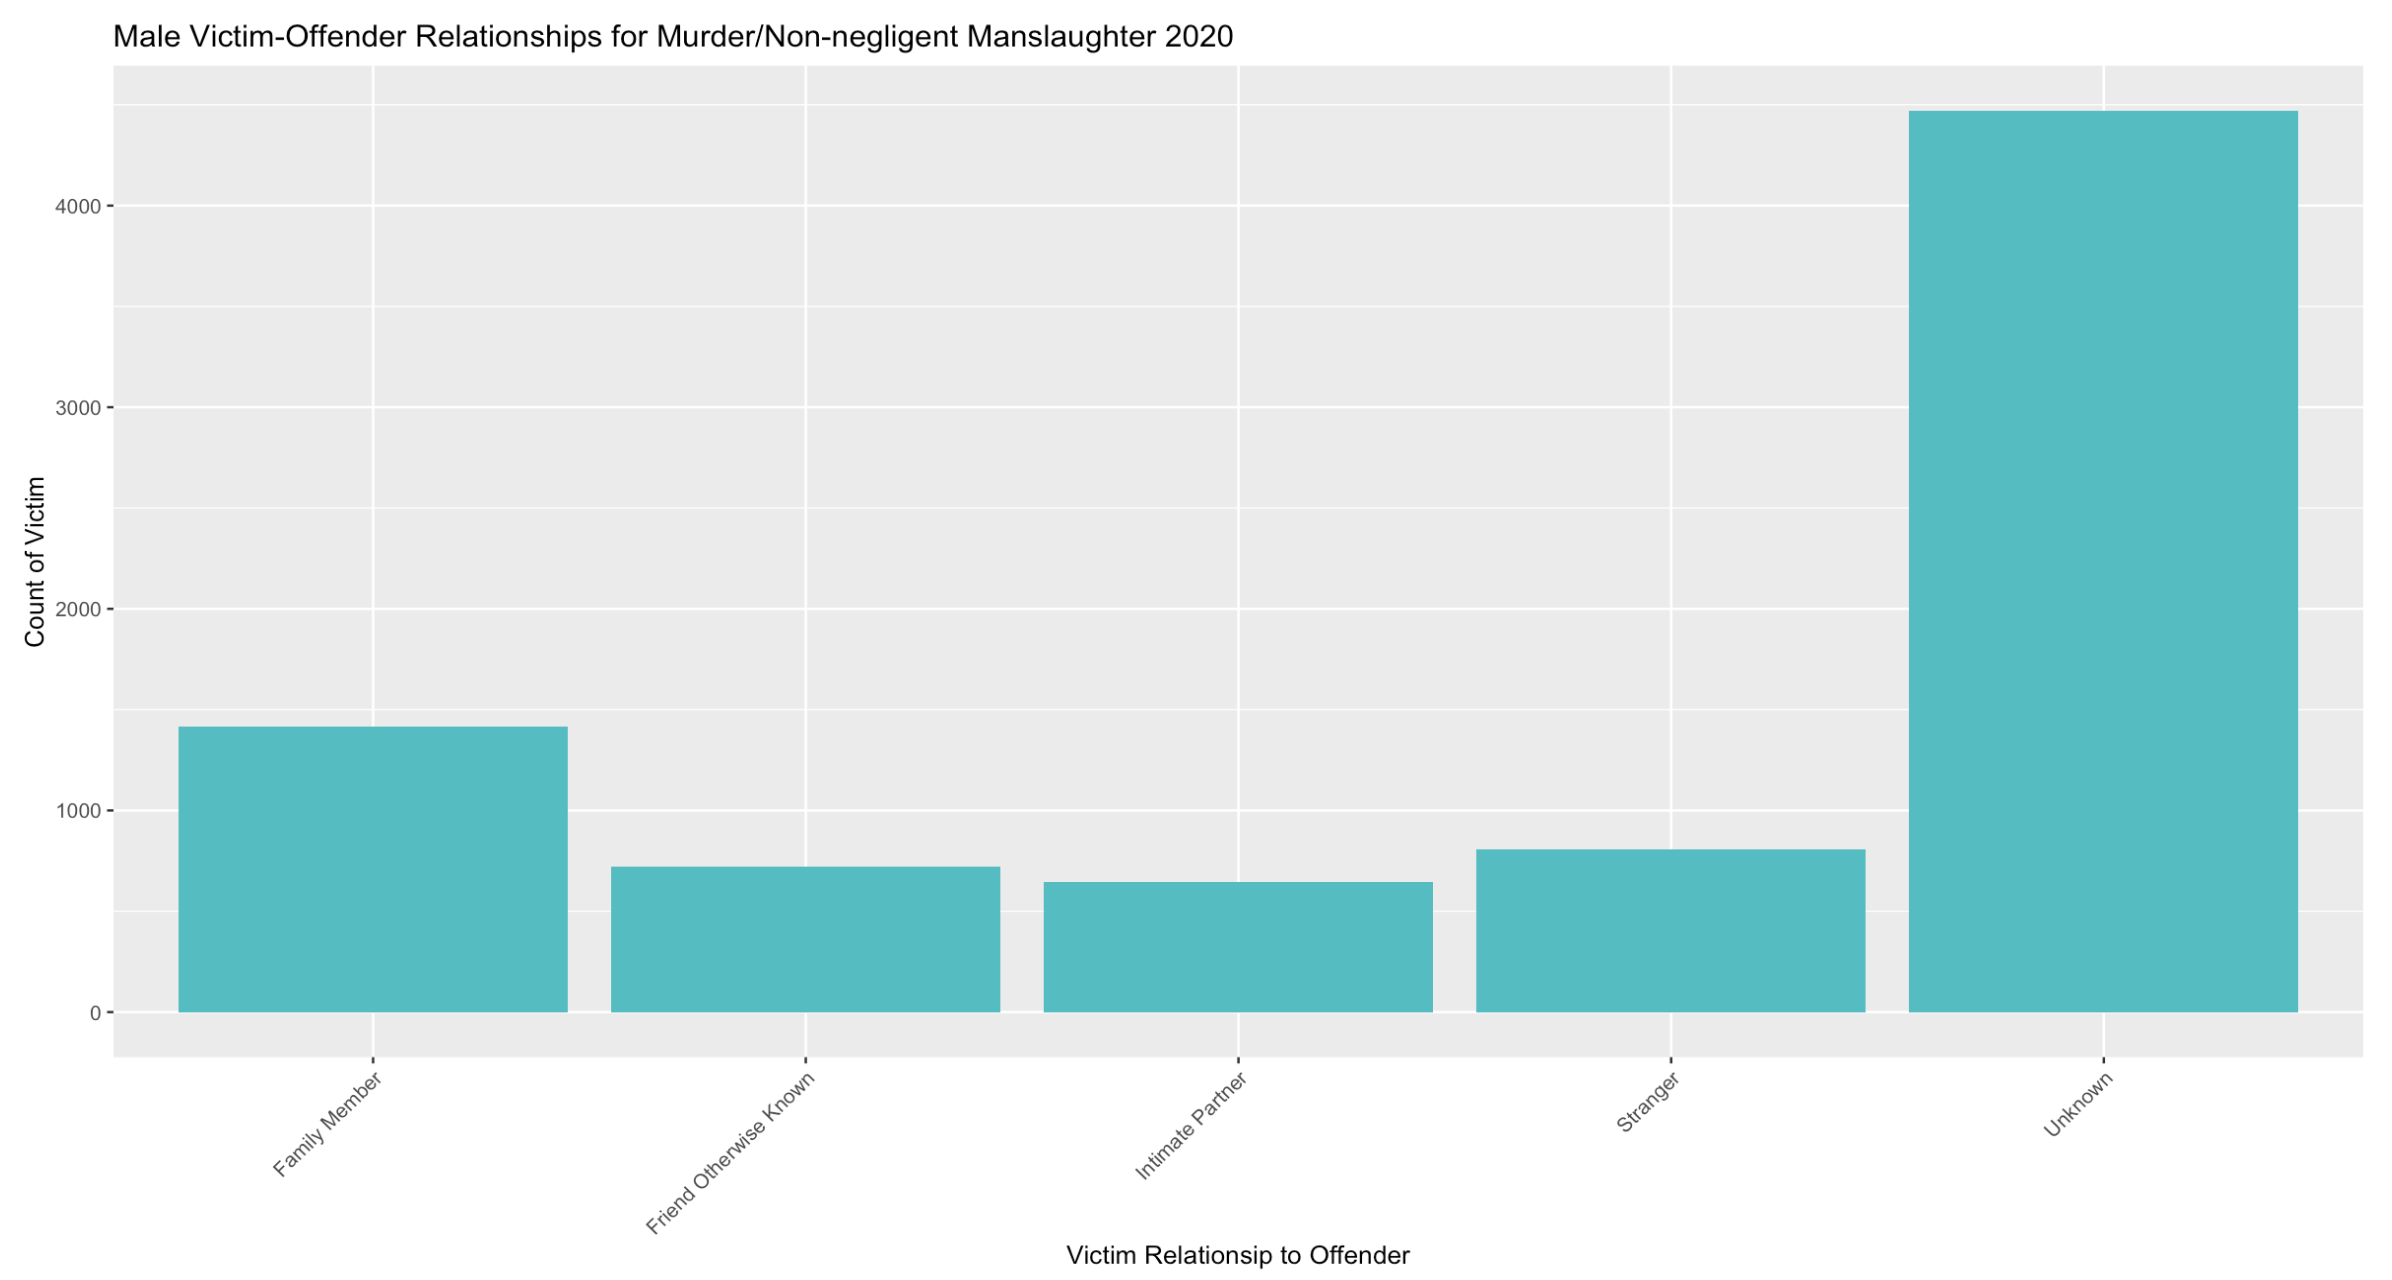 Male Victim-Offender Relationships for Murder/Non-negligent Manslaughter 2020
Count of Victim
4000
3000
2000
1000
0
Family Member
Friend Otherwise Known
Intimate Partner
Stranger
Unknown
Victim Relationsip to Offender